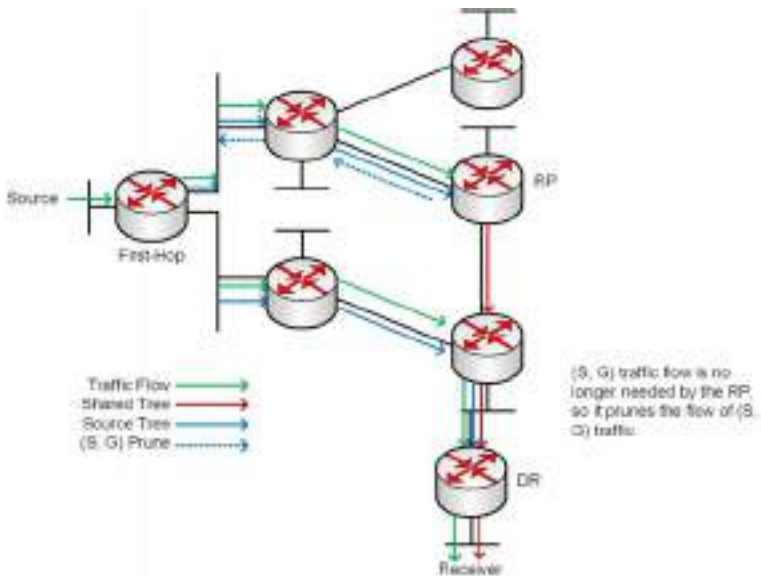 RP
Source
First-Hop
Traffic Flow
Shared Tree
Source Tree
(S, G) Prune
(S, G) traffic flow is no
longer needed by the RP
so it prunes the flow of (S,
G) traffic.
DR
Receiver